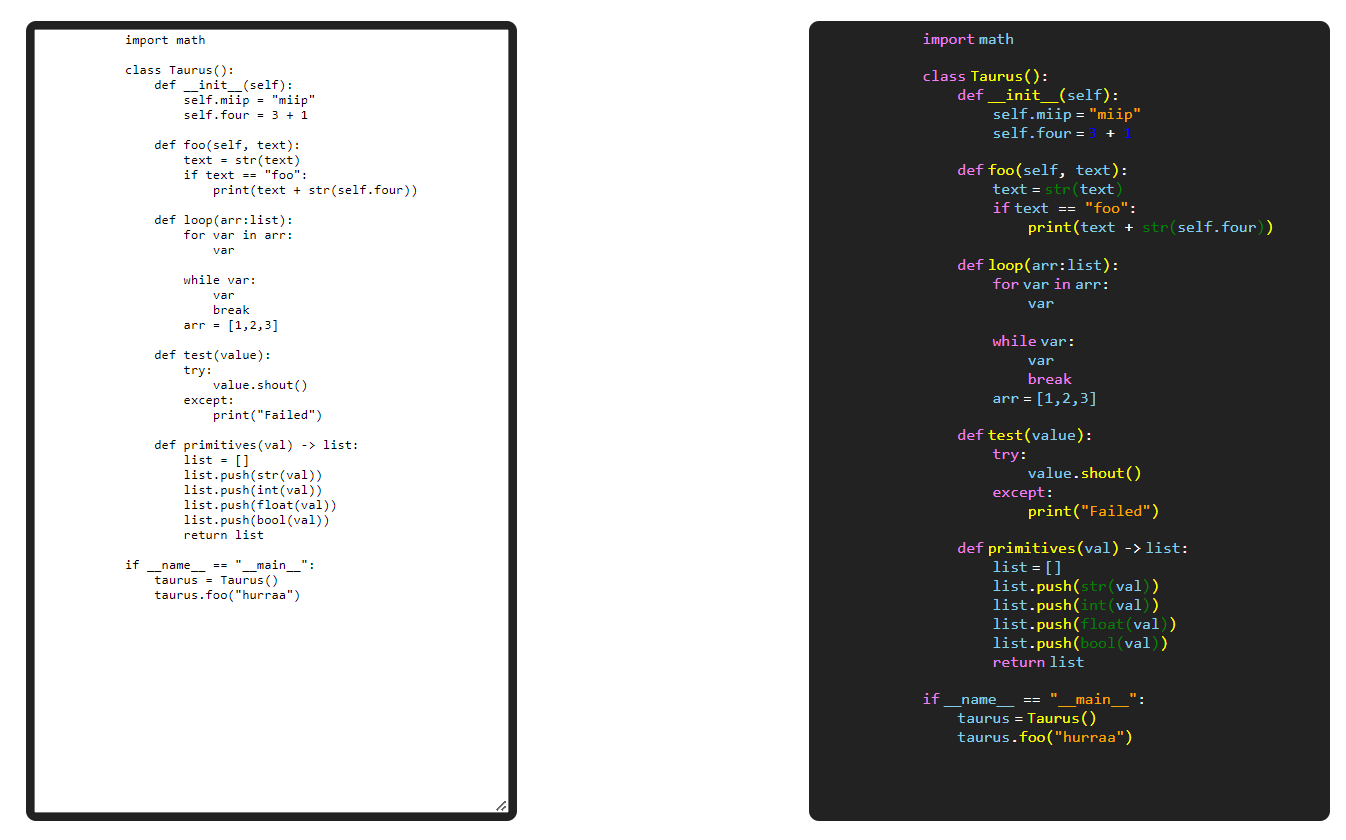 import math
class Taurus():
    def __init__(self):
        self.miip = "miip"
        self.four = 3 + 1
    def foo(self, text):
        text = str(text)
        if text == "foo":
            print(text + str(self.four))
    def loop(arr:list):
        for var in arr:
            var
        while var:
            var
            break
        arr = [1,2,3]
    def test(value):
        try:
            value.shout()
        except:
            print("Failed")
    def primitives(val) -> list:
        list = []
        list.push(str(val))
        list.push(int(val))
        list.push(float(val))
        list.push(bool(val))
        return list
if __name__ == "__main__":
    taurus = Taurus()
    taurus.foo("hurraa")
import math
class Taurus():
    def __init__(self):
        self.miip = "miip"
        self.four = 3 + 1
    def foo(self, text):
        text = str(text)
        if text == "foo":
            print(text + str(self.four))
    def loop(arr:list):
        for var in arr:
            var
        while var:
            var
            break
        arr = [1,2,3]
    def test(value):
        try:
            value.shout()
        except:
            print("Failed")
    def primitives(val) -> list:
        list = []
        list.push(str(val))
        list.push(int(val))
        list.push(float(val))
        list.push(bool(val))
        return list
if __name__ == "__main__":
    taurus = Taurus()
    taurus.foo("hurraa")